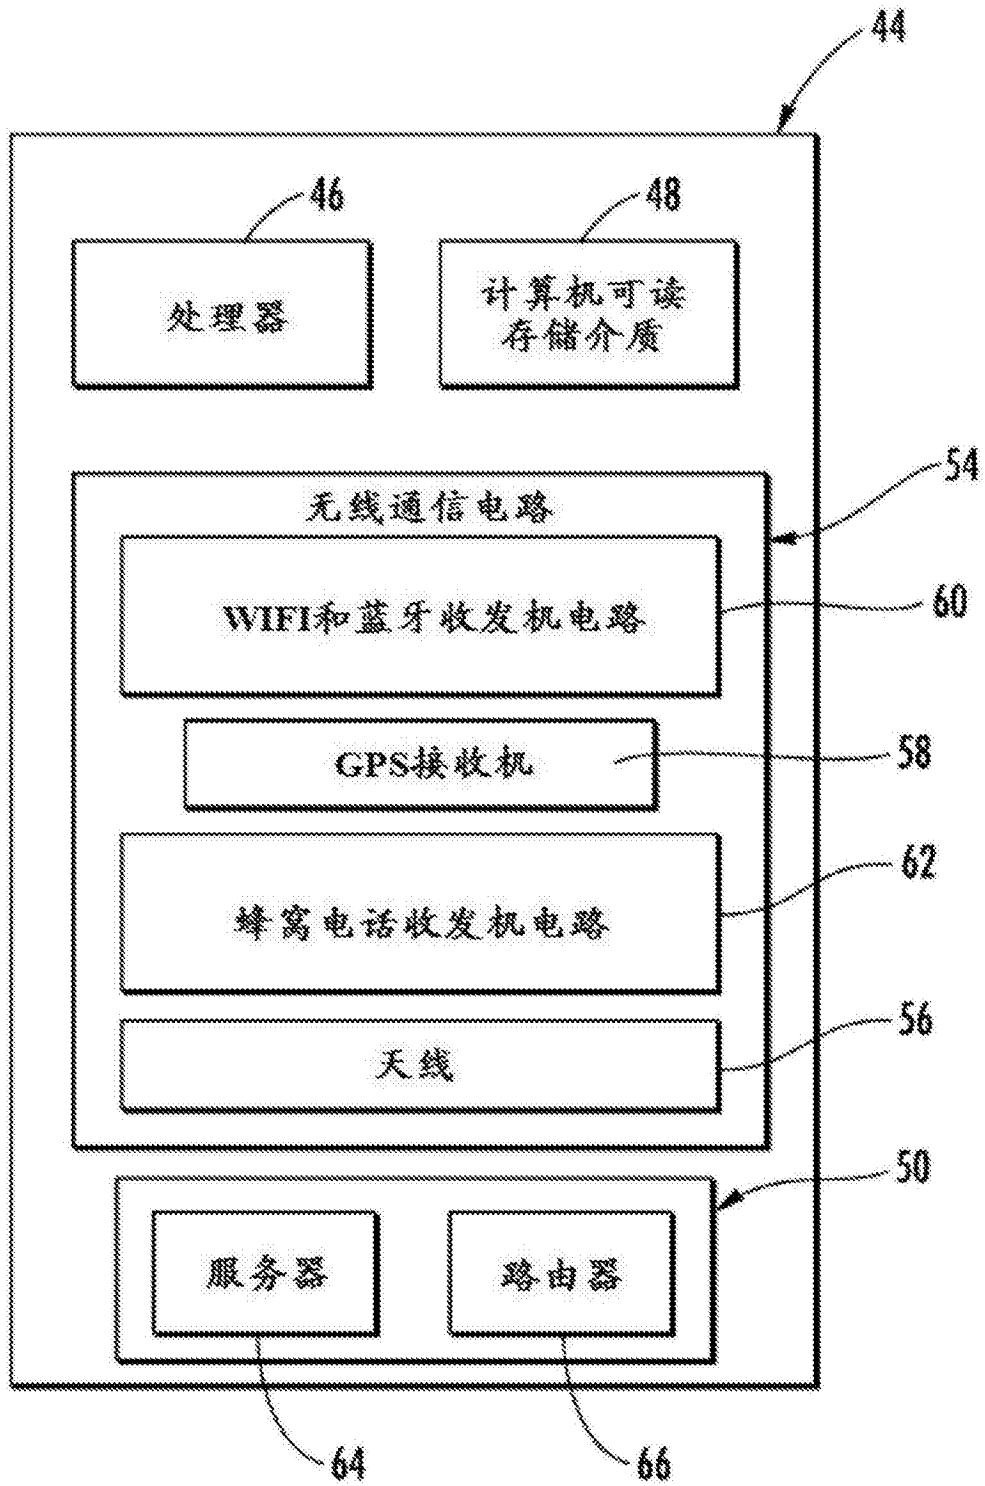 44
46
48
处理器
计算机可读
存储介质
54
无线通信电路
60
WIFI和蓝牙收发机电路
58
GPS接收机
62
蜂窝电话收发机电路
56
天线
50
服务器
路由器
64
66